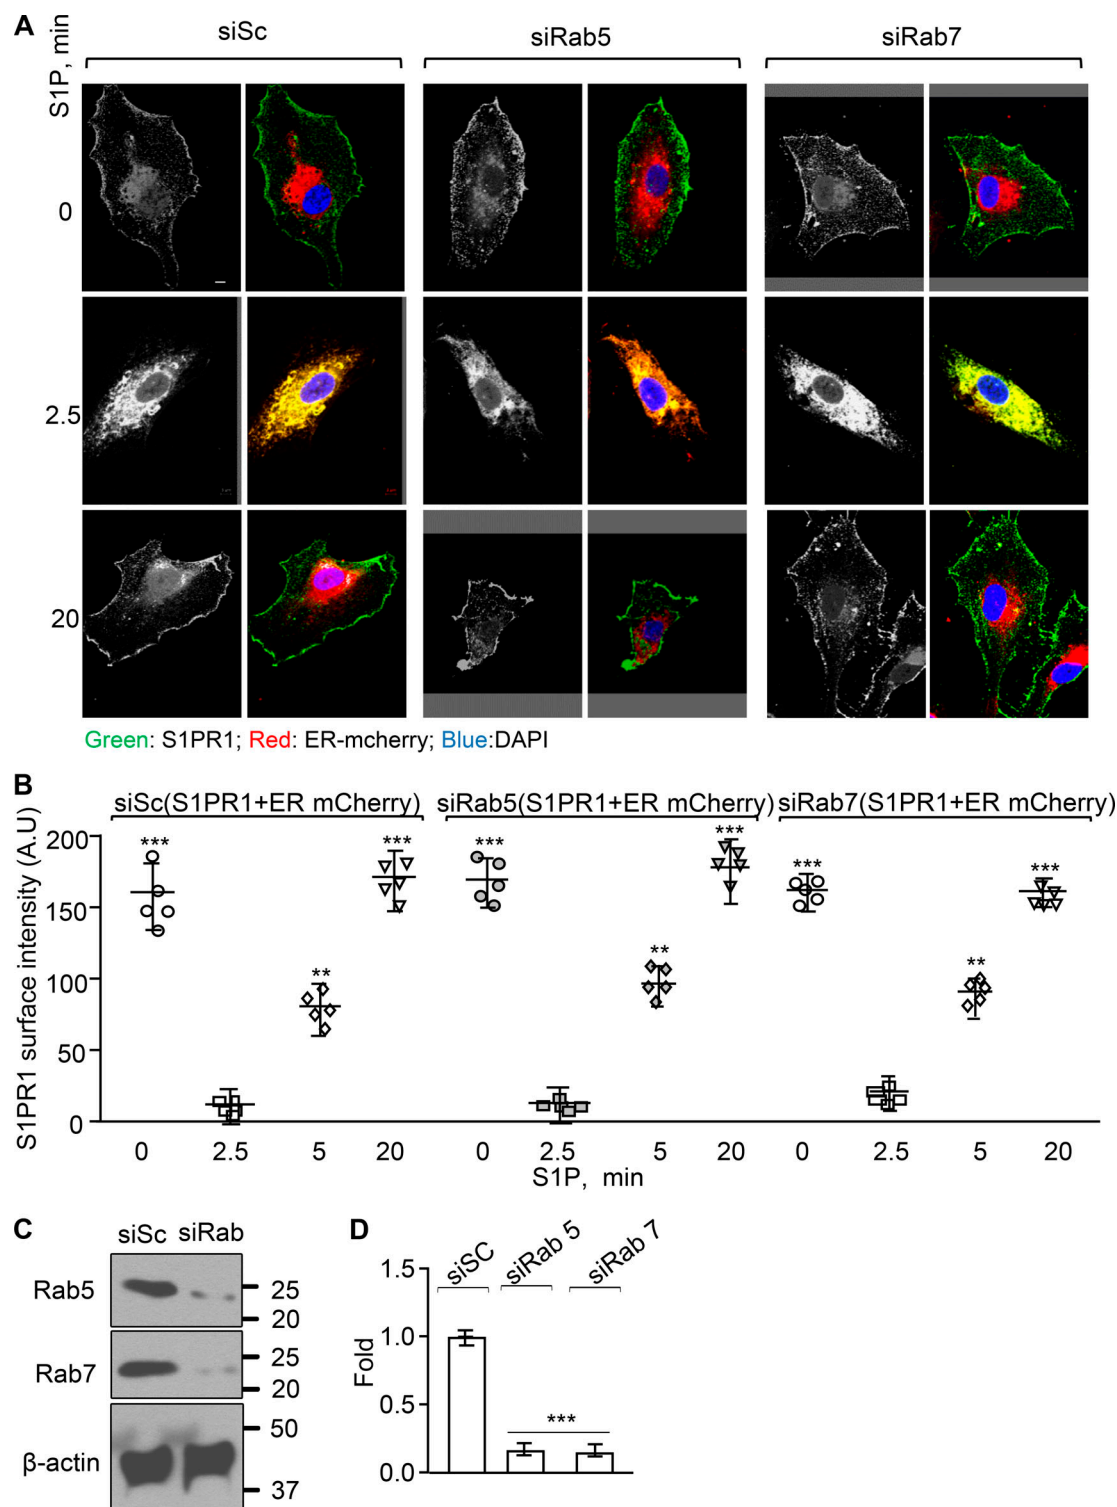 A
S1P, min
siSc
siRab5
siRab7
0
2.5
20
Green: S1PR1; Red: ER-mcherry; Blue:DAPI
B
siSc(S1PR1+ER mCherry)
siRab5(S1PR1+ER mCherry)
siRab7(S1PR1+ER mCherry)
S1PR1 surface intensity (A.U)
200
150
100
50
0
*** ** *** *** ** *** *** ** ***
0 2.5 5 20 0 2.5 5 20 0 2.5 5 20
S1P, min
C
siSc siRab
Rab5
25
20
Rab7
25
20
β-actin
50
37
D
siSC siRab 5 siRab 7
Fold
1.5
1.0
0.5
0.0
***